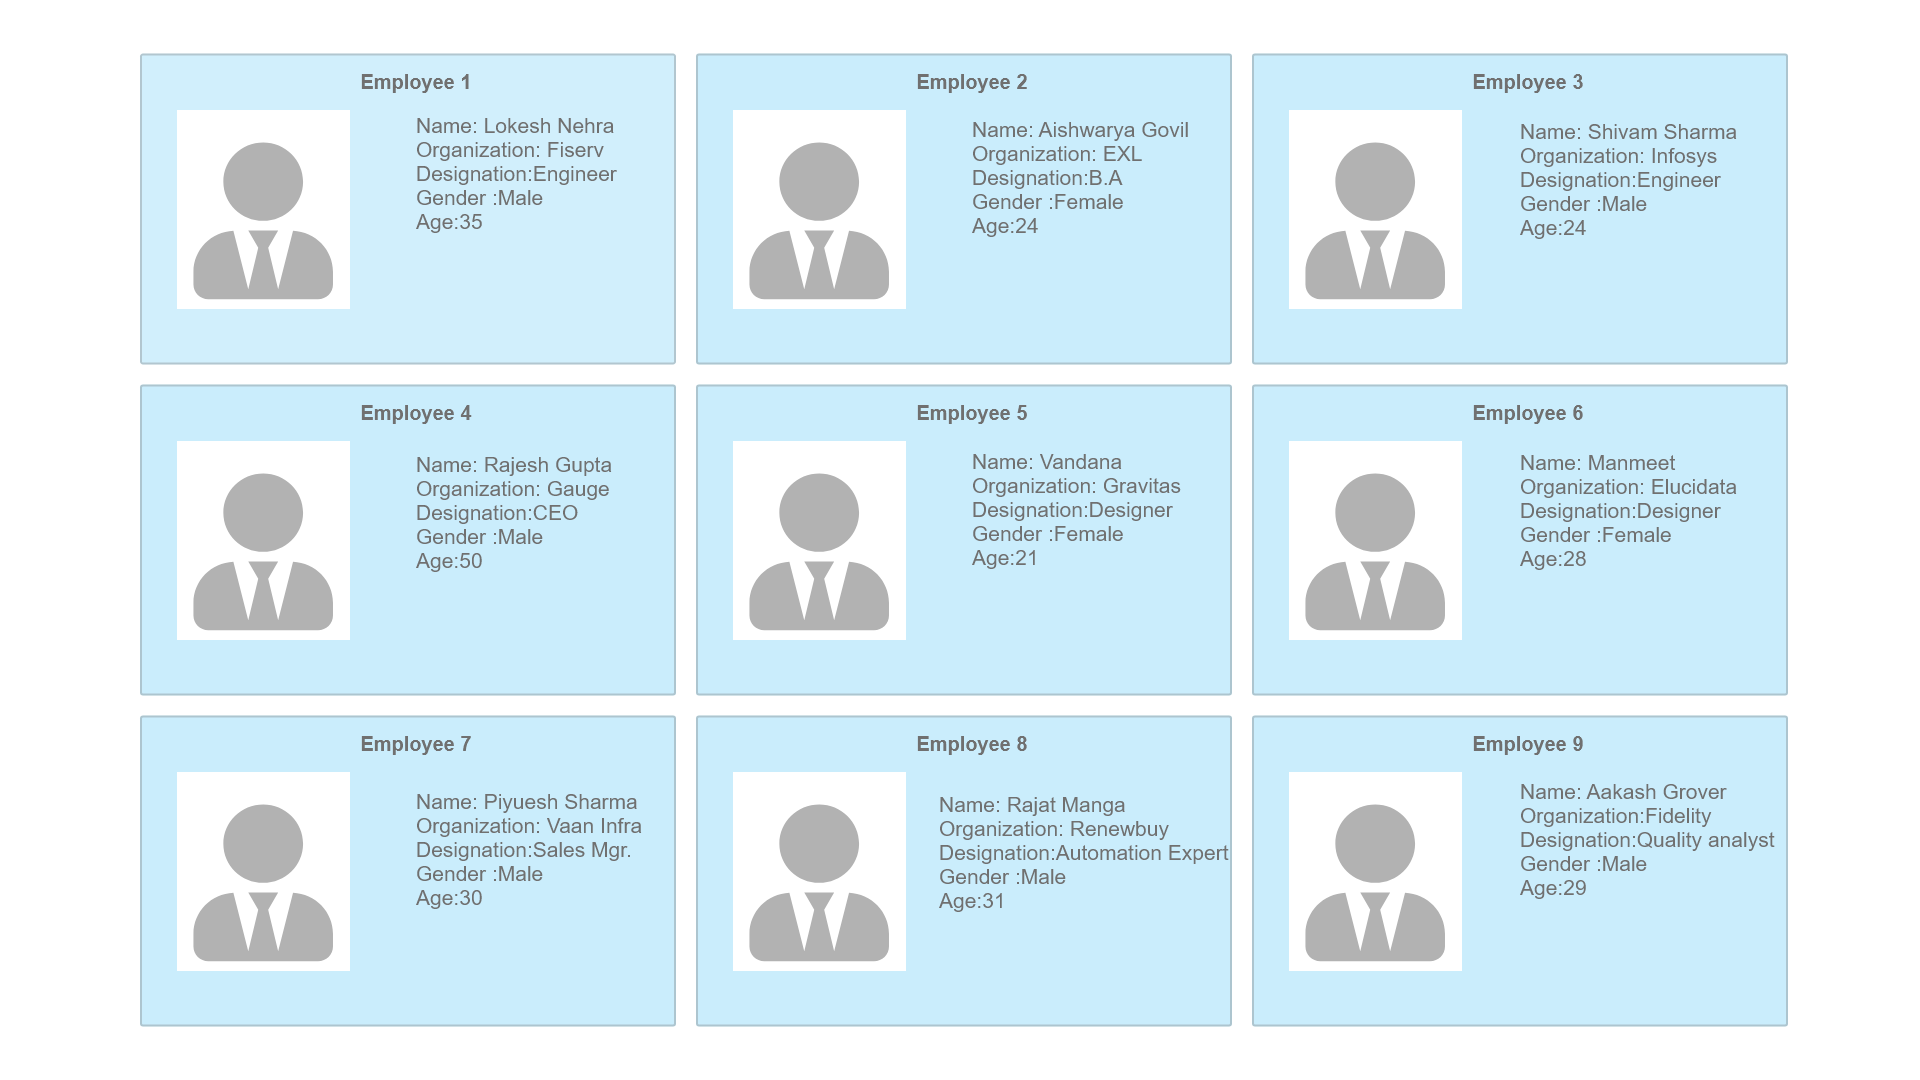 Employee 1
Name: Lokesh Nehra
Organization: Fiserv
Designation:Engineer
Gender :Male
Age:35
Employee 2
Name: Aishwarya Govil
Organization: EXL
Designation:B.A
Gender :Female
Age:24
Employee 3
Name: Shivam Sharma
Organization: Infosys
Designation:Engineer
Gender :Male
Age:24
Employee 4
Name: Rajesh Gupta
Organization: Gauge
Designation:CEO
Gender :Male
Age:50
Employee 5
Name: Vandana
Organization: Gravitas
Designation:Designer
Gender :Female
Age:21
Employee 6
Name: Manmeet
Organization: Elucidata
Designation:Designer
Gender :Female
Age:28
Employee 7
Name: Piyuesh Sharma
Organization: Vaan Infra
Designation:Sales Mgr.
Gender :Male
Age:30
Employee 8
Name: Rajat Manga
Organization: Renewbuy
Designation:Automation Expert
Gender :Male
Age:31
Employee 9
Name: Aakash Grover
Organization:Fidelity
Designation:Quality analyst
Gender :Male
Age:29